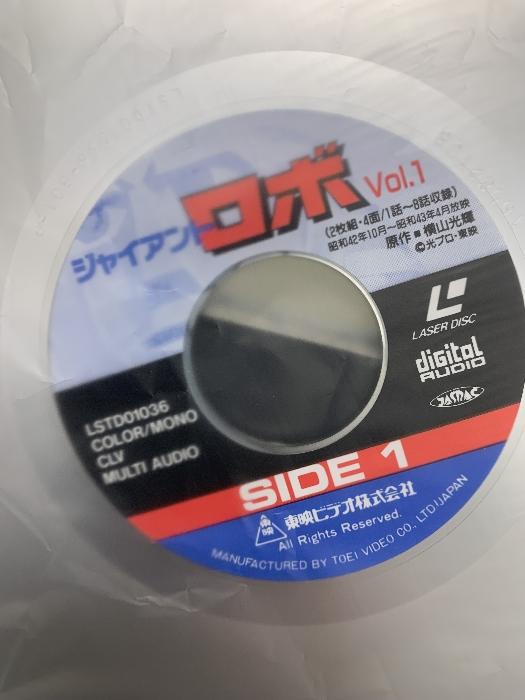 ジャイアント
ロボ Vol.1
(2枚組・4面/1話〜8話収録)
昭和42年10月〜昭和43年4月放映
原作■横山光輝
©光プロ・東映
LASER DISC
digital
AUDIO
JASRAC
LSTD01036
COLOR/MONO
CLV
MULTI AUDIO
SIDE 1
東映 東映ビデオ株式会社
All Rights Reserved.
MANUFACTURED BY TOEI VIDEO CO., LTD/JAPAN